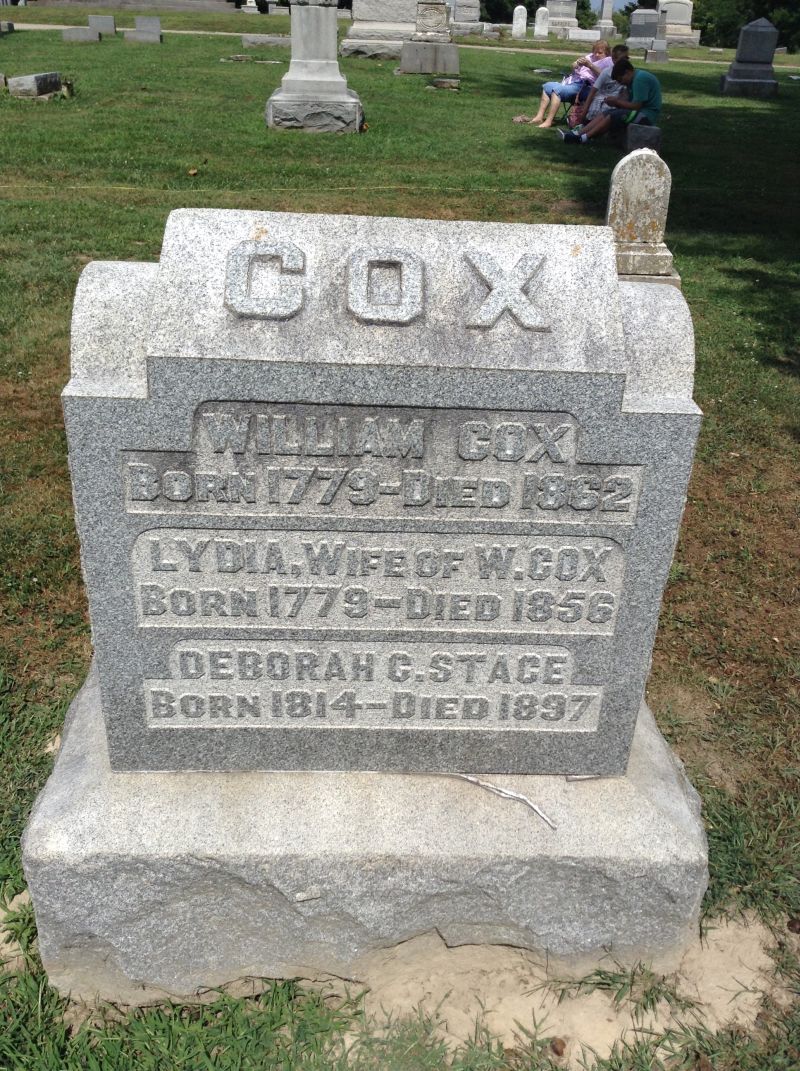 COX
WILLIAM COX
BORN 1779-DIED 1862
LYDIA, WIFE OF W. COX
BORN 1779-DIED 1856
DEBORAH C. STACE
BORN 1814-DIED 1897